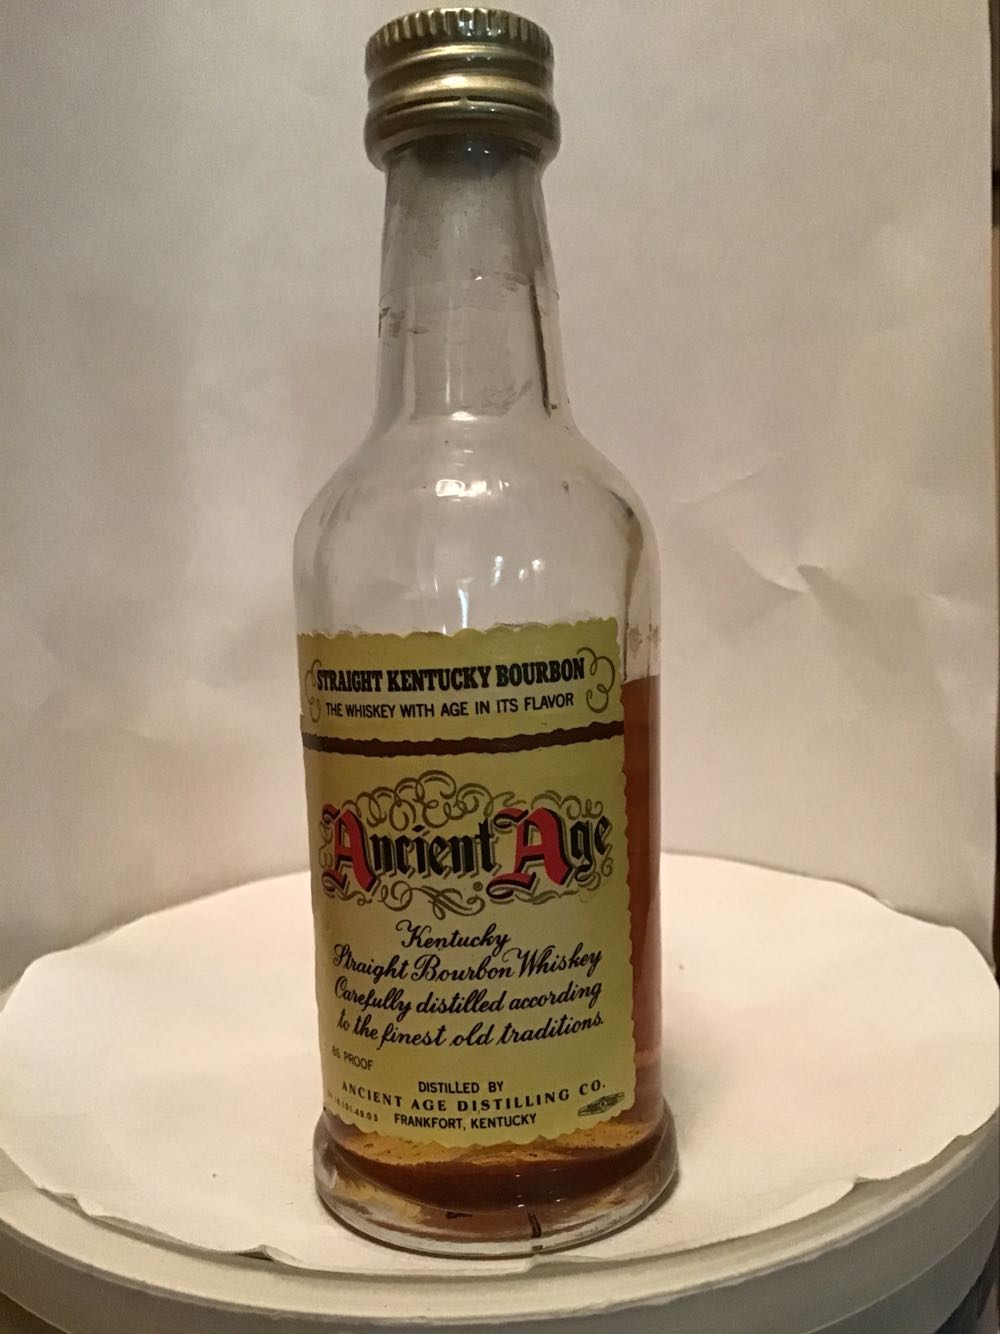 STRAIGHT KENTUCKY BOURBON
THE WHISKEY WITH AGE IN ITS FLAVOR
Ancient Age
®
Kentucky
Straight Bourbon Whiskey
Carefully distilled according
to the finest old traditions.
PROOF
DISTILLED BY
ANCIENT AGE DISTILLING CO.
FRANKFORT, KENTUCKY